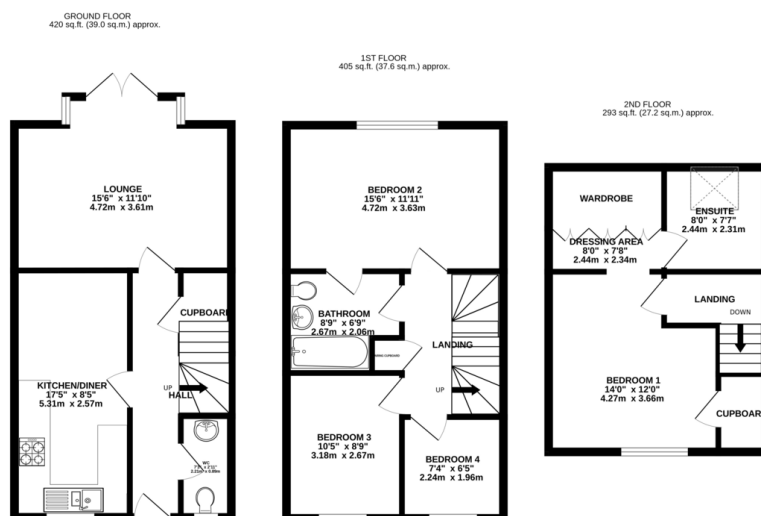 GROUND FLOOR
420 sq.ft. (39.0 sq.m.) approx.
LOUNGE
15'6" x 11'10"
4.72m x 3.61m
CUPBOARD
KITCHEN/DINER
17'5" x 8'5"
5.31m x 2.57m
UP
HALL
WC
1ST FLOOR
405 sq.ft. (37.6 sq.m.) approx.
BEDROOM 2
15'6" x 11'11"
4.72m x 3.63m
BATHROOM
8'9" x 6'9"
2.67m x 2.06m
LANDING
UP
BEDROOM 3
10'5" x 8'9"
3.18m x 2.67m
BEDROOM 4
7'4" x 6'5"
2.24m x 1.96m
2ND FLOOR
293 sq.ft. (27.2 sq.m.) approx.
WARDROBE
ENSUITE
8'0" x 7'7"
2.44m x 2.31m
DRESSING AREA
8'0" x 7'8"
2.44m x 2.34m
LANDING
DOWN
BEDROOM 1
14'0" x 12'0"
4.27m x 3.66m
CUPBOAR